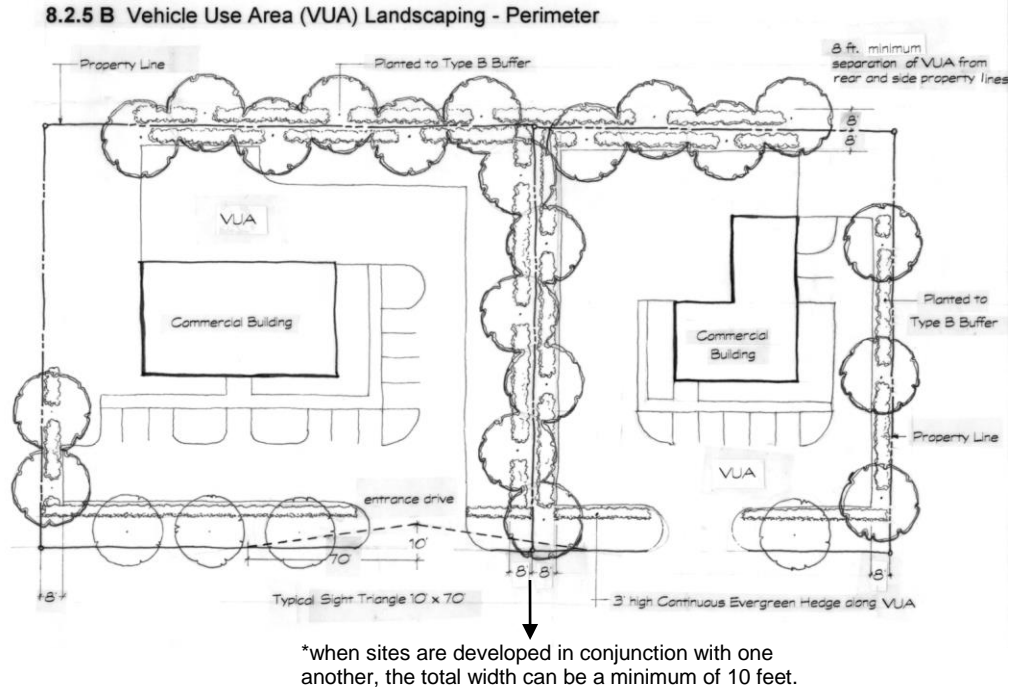 8.2.5 B Vehicle Use Area (VUA) Landscaping - Perimeter
Property Line
Planted to Type B Buffer
8 ft. minimum
separation of VUA from
rear and side property lines
8'
8'
VUA
Commercial Building
Commercial
Building
Planted to
Type B Buffer
Property Line
VUA
entrance drive
10'
70'
8'
8'
8'
8'
Typical Sight Triangle 10' x 70'
3' high Continuous Evergreen Hedge along VUA
*when sites are developed in conjunction with one
another, the total width can be a minimum of 10 feet.